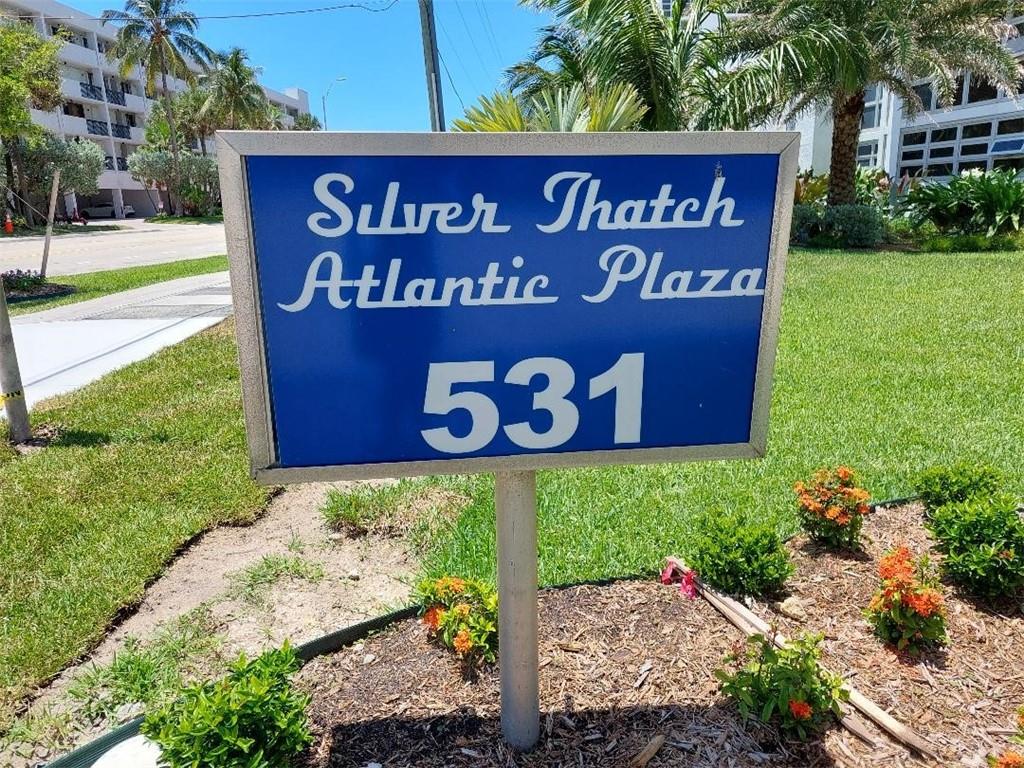 Silver Thatch
Atlantic Plaza
531